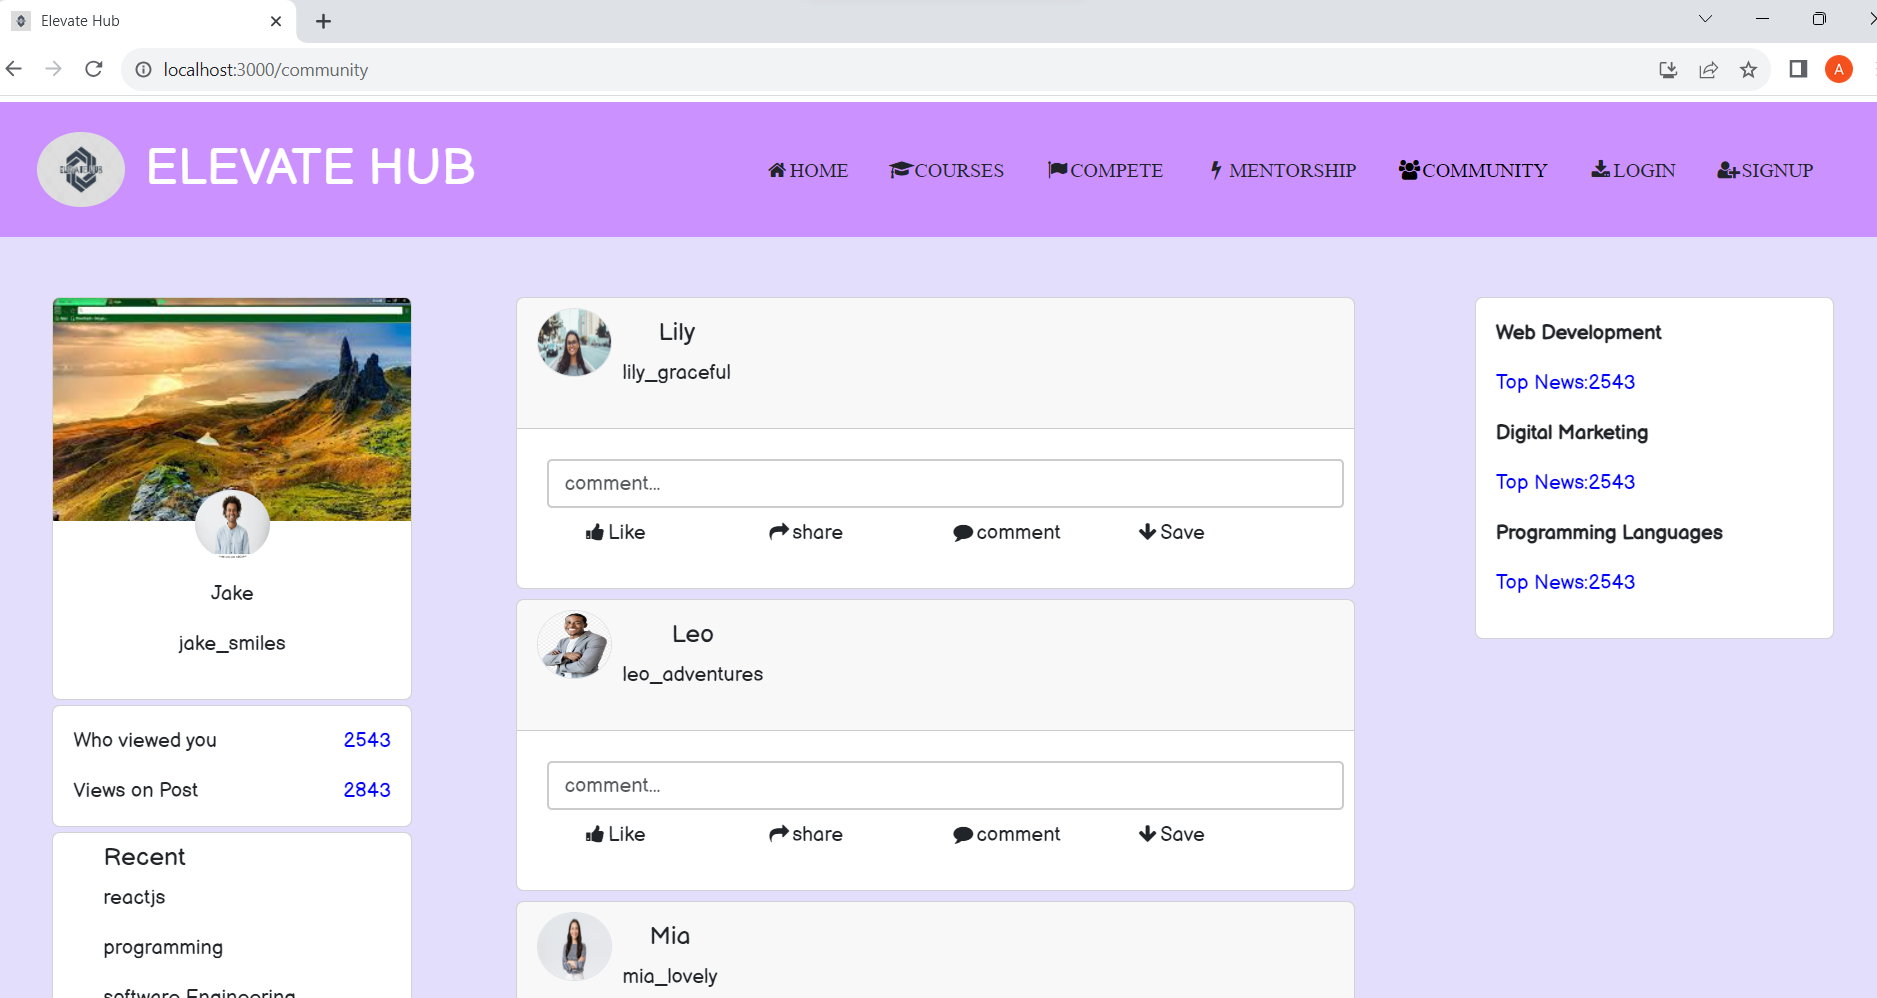 Elevate Hub
localhost:3000/community
A
ELEVATE HUB
HOME COURSES COMPETE MENTORSHIP COMMUNITY LOGIN SIGNUP
Jake
jake_smiles
Who viewed you 2543
Views on Post 2843
Recent
reactjs
programming
software Engineering
Lily
lily_graceful
comment...
Like share comment Save
Leo
leo_adventures
comment...
Like share comment Save
Mia
mia_lovely
Web Development
Top News:2543
Digital Marketing
Top News:2543
Programming Languages
Top News:2543